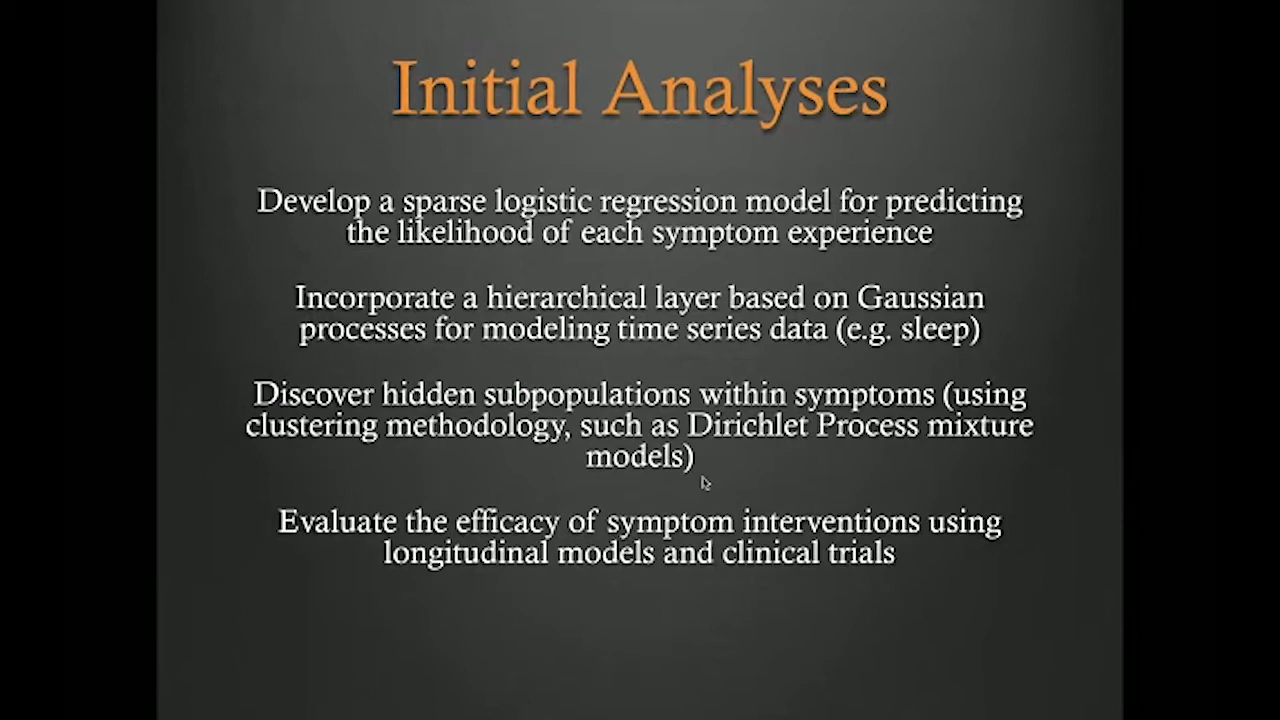 Initial Analyses
Develop a sparse logistic regression model for predicting
the likelihood of each symptom experience
Incorporate a hierarchical layer based on Gaussian
processes for modeling time series data (e.g. sleep)
Discover hidden subpopulations within symptoms (using
clustering methodology, such as Dirichlet Process mixture
models)
Evaluate the efficacy of symptom interventions using
longitudinal models and clinical trials